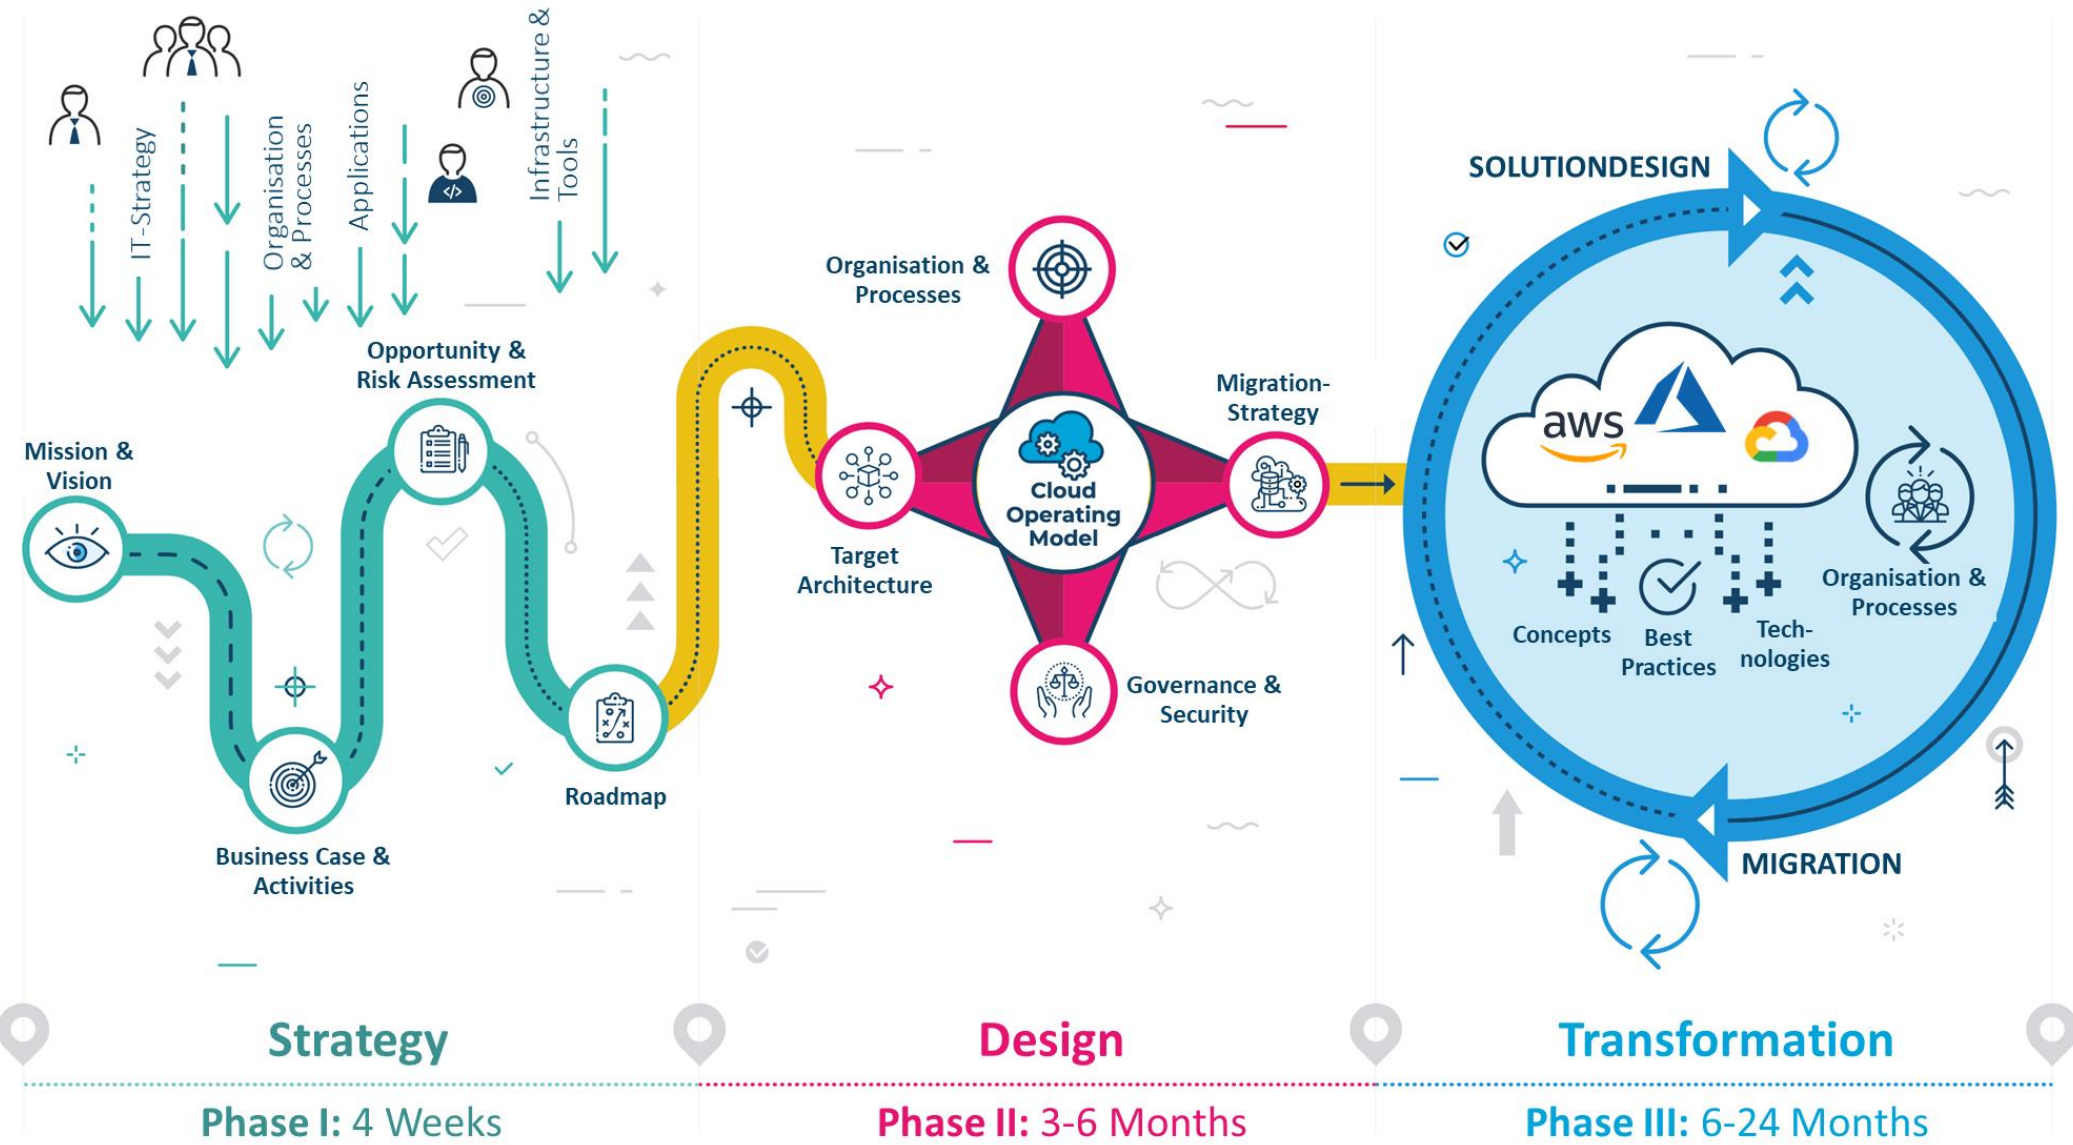 IT-Strategy
Organisation
& Processes
Applications
Infrastructure &
Tools
</>
Mission &
Vision
Opportunity &
Risk Assessment
Business Case &
Activities
Roadmap
Organisation &
Processes
Target
Architecture
Cloud
Operating
Model
Migration-
Strategy
Governance &
Security
SOLUTIONDESIGN
aws
Concepts
Best
Practices
Tech-
nologies
Organisation &
Processes
MIGRATION
Strategy
Design
Transformation
Phase I: 4 Weeks
Phase II: 3-6 Months
Phase III: 6-24 Months